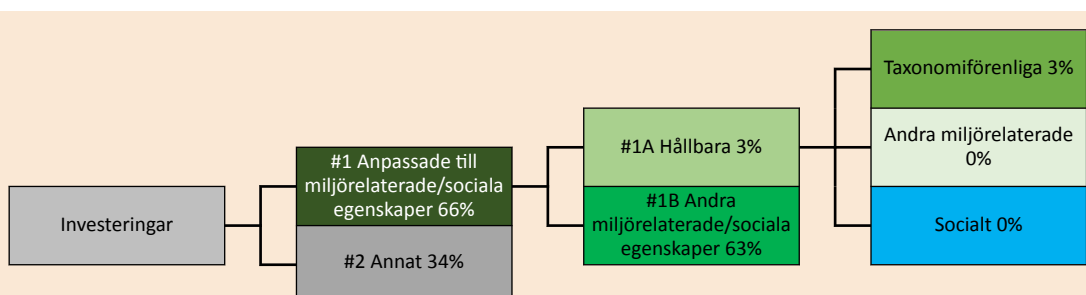 Investeringar
#1 Anpassade till
miljörelaterade/sociala
egenskaper 66%
#2 Annat 34%
#1A Hållbara 3%
#1B Andra
miljörelaterade/sociala
egenskaper 63%
Taxonomiförenliga 3%
Andra miljörelaterade
0%
Socialt 0%